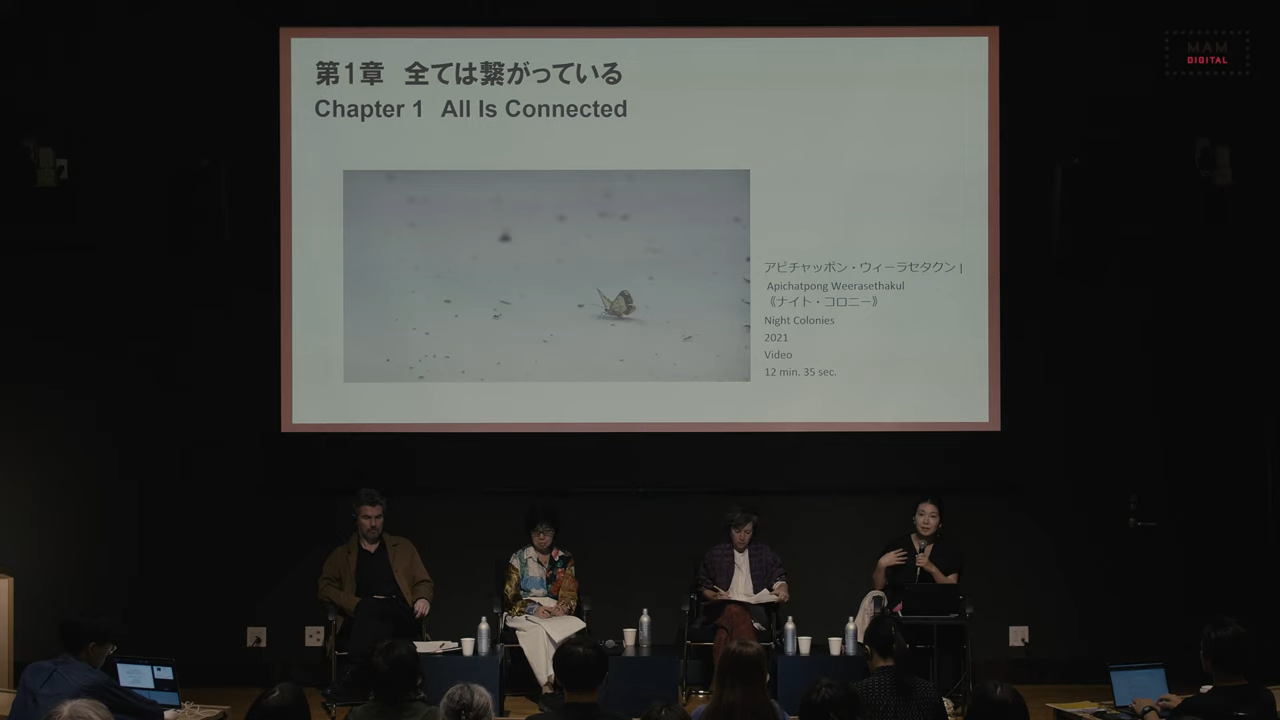 第1章 全ては繋がっている
Chapter 1 All Is Connected
アピチャッポン・ウィーラセタクン |
Apichatpong Weerasethakul
《ナイト・コロニー》
Night Colonies
2021
Video
12 min. 35 sec.
MAM
DIGITAL